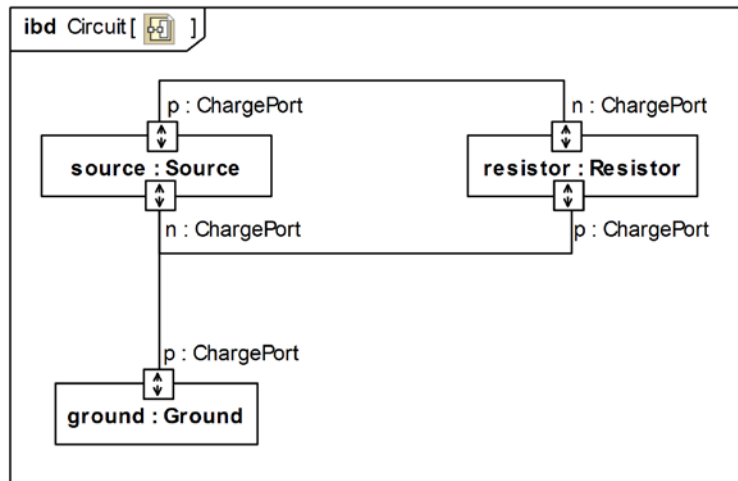 ibd Circuit[ ]
p : ChargePort
n : ChargePort
source : Source
resistor : Resistor
n : ChargePort
p : ChargePort
p : ChargePort
ground : Ground